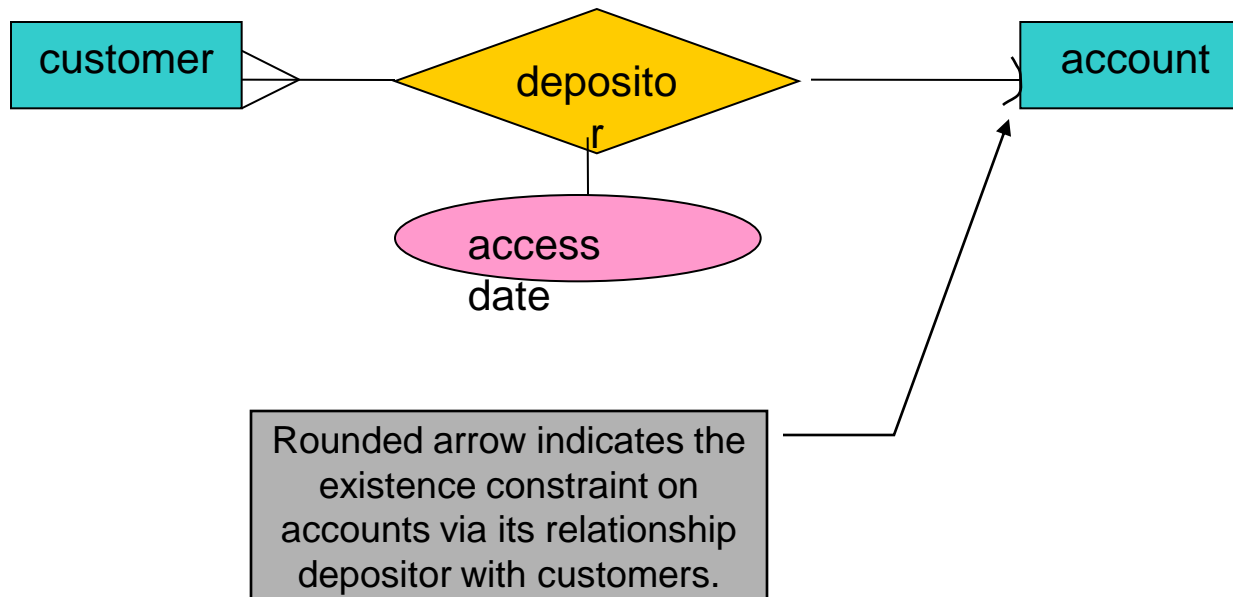 customer
deposito
r
account
access
date
Rounded arrow indicates the
existence constraint on
accounts via its relationship
depositor with customers.